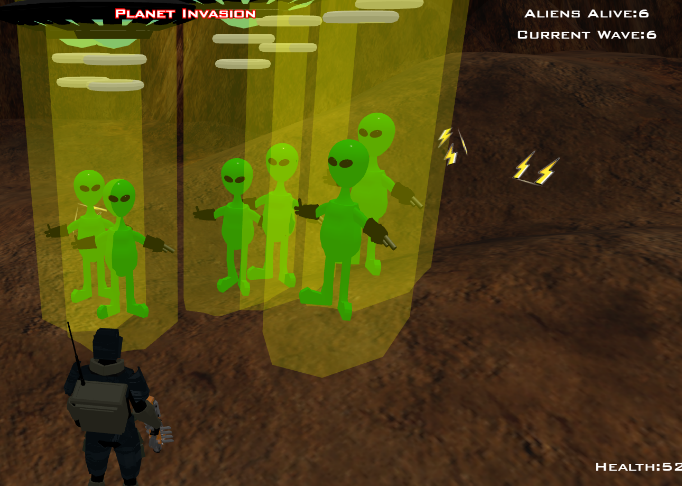 Planet Invasion
Aliens Alive:6
Current Wave:6
Health:52